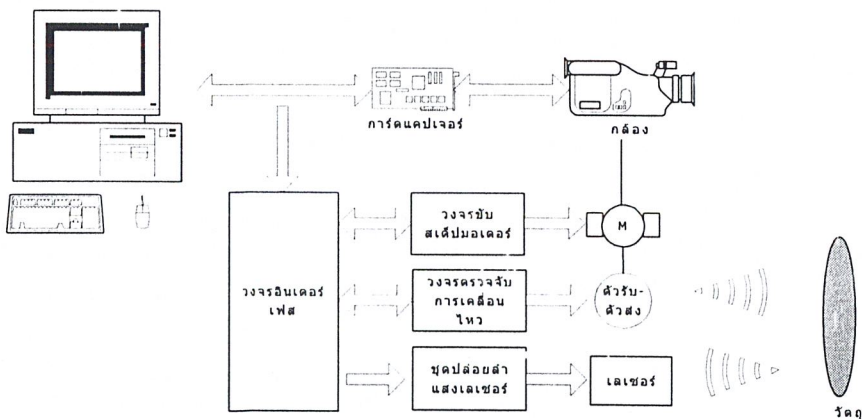 การ์ดแคปเจอร์
กล้อง
วงจรขับ
สเต็ปมอเตอร์
M
วงจรอินเตอร์
เฟส
วงจรตรวจจับ
การเคลื่อน
ไหว
ตัวรับ-
ตัวส่ง
ชุดปล่อยลำ
แสงเลเซอร์
เลเซอร์
วัตถุ